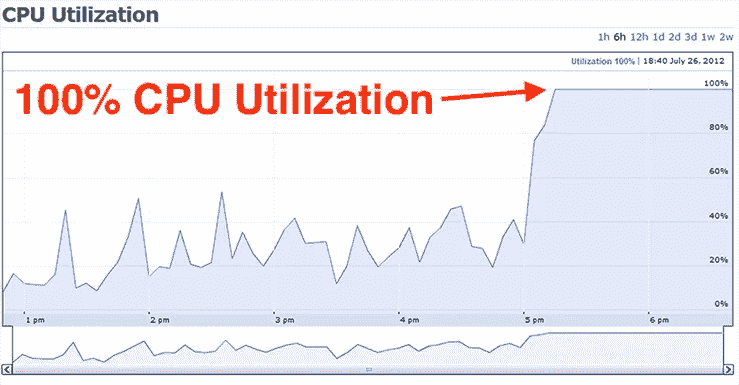 CPU Utilization
1h 6h 12h 1d 2d 3d 1w 2w
Utilization 100% | 18:40 July 26, 2012
100% CPU Utilization
100%
80%
60%
40%
20%
0%
1 pm 2 pm 3 pm 4 pm 5 pm 6 pm